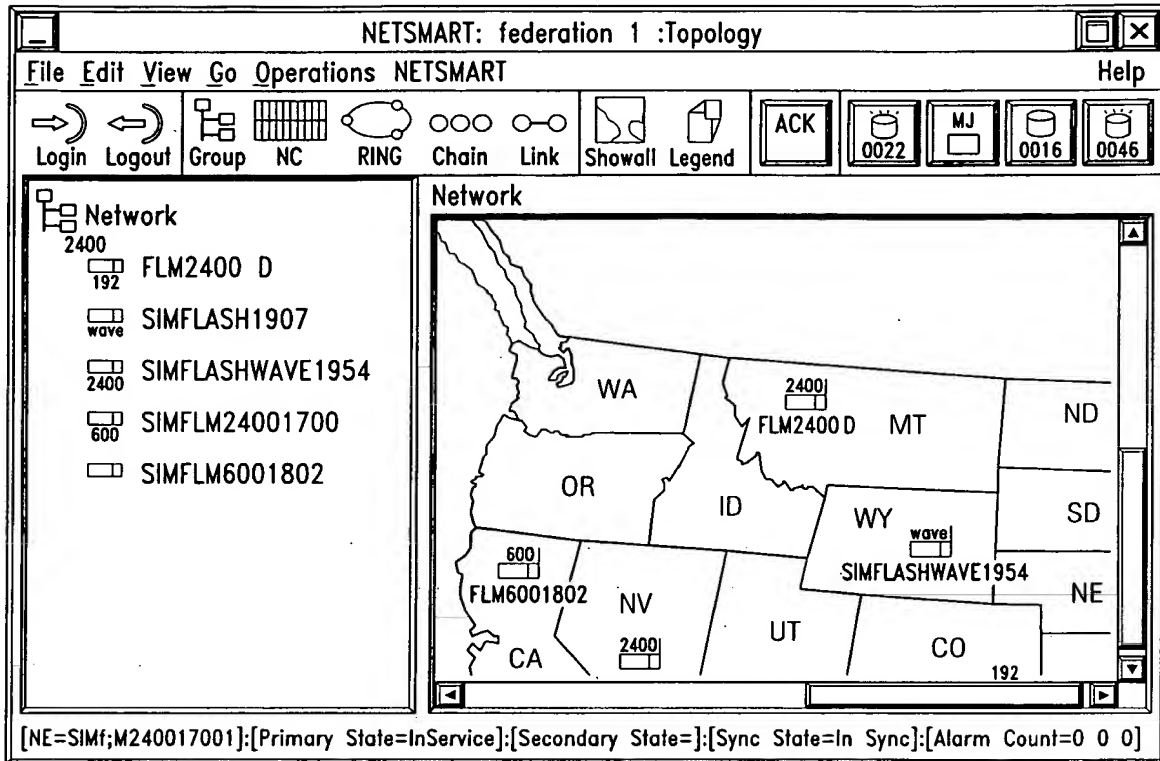 NETSMART: federation 1 :Topology
File Edit View Go Operations NETSMART Help
Login Logout Group NC RING Chain Link Showall Legend ACK 0022 MJ 0016 0046
Network
2400
192 FLM2400 D
wave SIMFLASH1907
2400 SIMFLASHWAVE1954
600 SIMFLM24001700
SIMFLM6001802
Network
WA
2400
FLM2400 D
MT
ND
OR
ID
WY
wave
SIMFLASHWAVE1954
SD
600
FLM6001802
NV
2400
CA
UT
CO
192
NE
[NE=SIMf;M240017001]:[Primary State=InService]:[Secondary State=]:[Sync State=In Sync]:[Alarm Count=0 0 0]